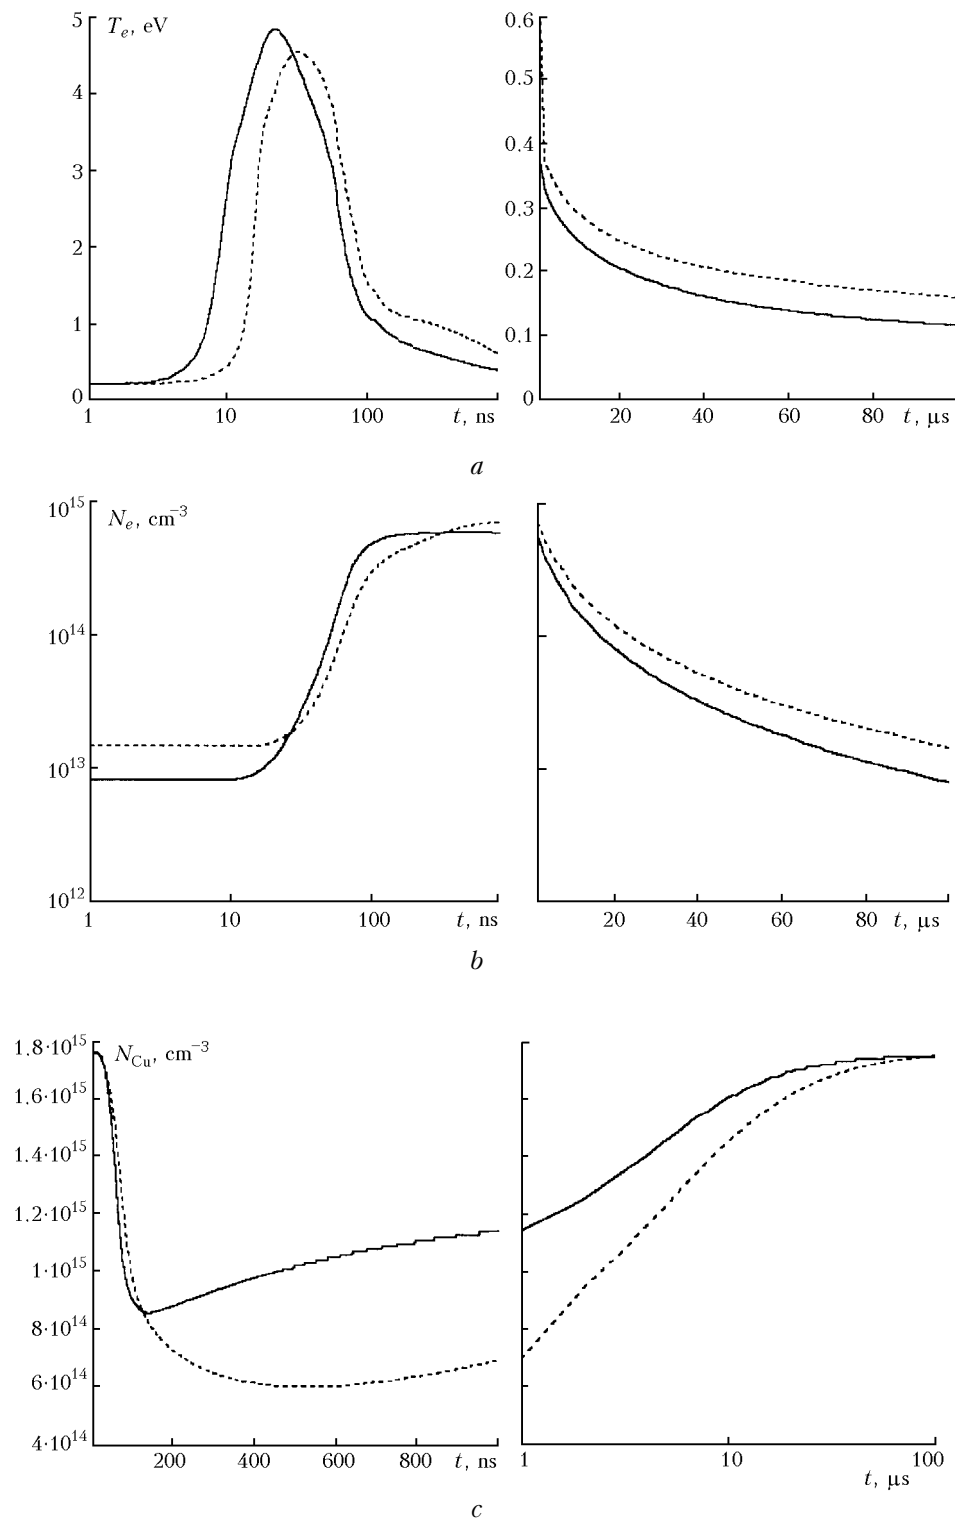 5 T_e, eV
4
3
2
1
0
1 10 100 t, ns
0.6
0.5
0.4
0.3
0.2
0.1
0
20 40 60 80 t, μs
a
10^15 N_e, cm^–3
10^14
10^13
10^12
1 10 100 t, ns
20 40 60 80 t, μs
b
1.8·10^15 N_Cu, cm^–3
1.6·10^15
1.4·10^15
1.2·10^15
1·10^15
8·10^14
6·10^14
4·10^14
200 400 600 800 t, ns
1 10 100
t, μs
c